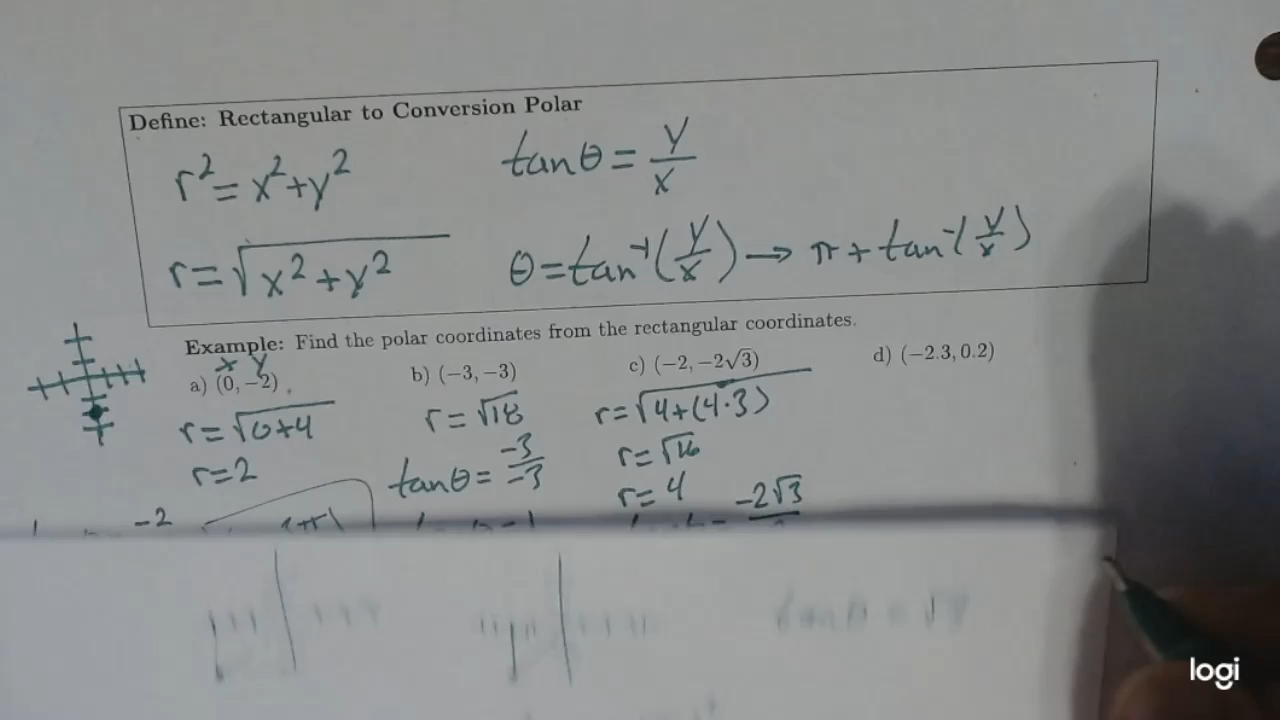 Define: Rectangular to Conversion Polar
r² = x² + y²
tanθ = y/x
r = √(x² + y²)
θ = tan⁻¹(y/x) → π + tan⁻¹(y/x)
Example: Find the polar coordinates from the rectangular coordinates.
x y
a) (0, −2)
b) (−3, −3)
c) (−2, −2√3)
d) (−2.3, 0.2)
r = √(0+4)
r = √18
r = √(4+(4·3))
r = 2
tanθ = −3/−3
r = √16
r = 4
−2
−2√3
logi